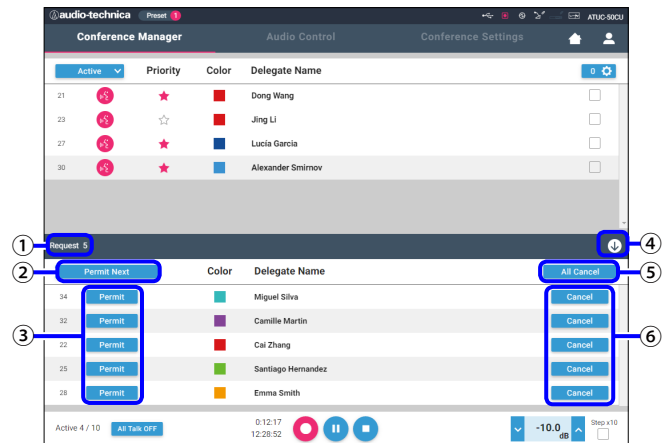 audio-technica Preset 1 ATUC-50CU
Conference Manager Audio Control Conference Settings
Active Priority Color Delegate Name 0
21 Dong Wang
23 Jing Li
27 Lucía Garcia
30 Alexander Smirnov
① Request 5 ④
② Permit Next Color Delegate Name All Cancel ⑤
34 Permit Miguel Silva Cancel
③ 32 Permit Camille Martin Cancel ⑥
22 Permit Cai Zhang Cancel
25 Permit Santiago Hernandez Cancel
28 Permit Emma Smith Cancel
Active 4 / 10 All Talk OFF 0:12:17 -10.0 dB Step x10
12:28:52